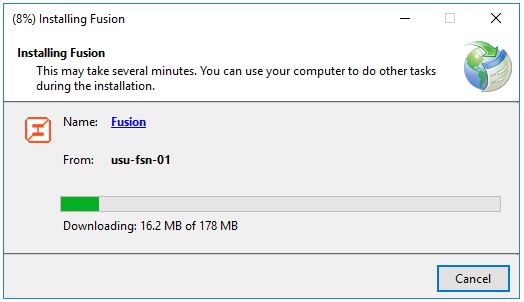 (8%) Installing Fusion
Installing Fusion
This may take several minutes. You can use your computer to do other tasks
during the installation.
Name: Fusion
From: usu-fsn-01
Downloading: 16.2 MB of 178 MB
Cancel